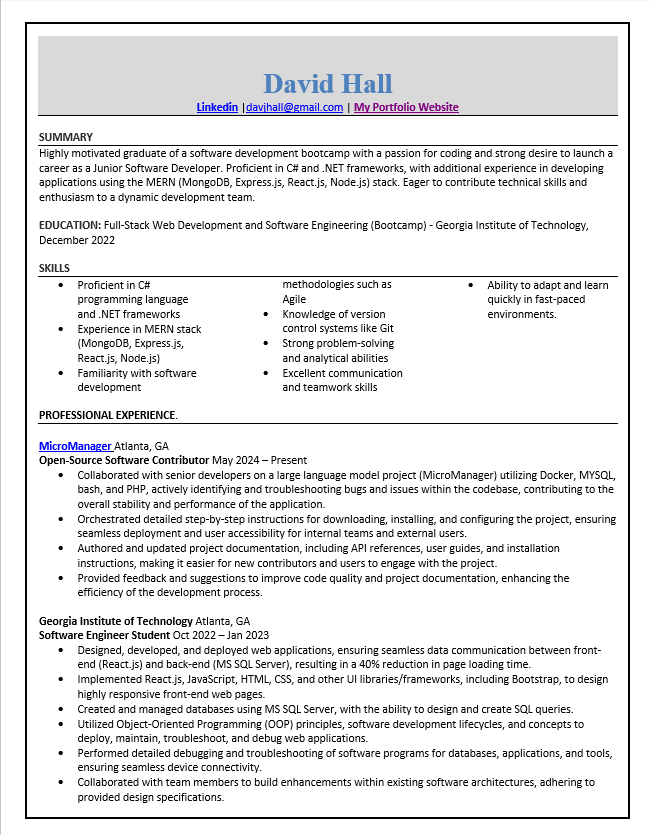 David Hall
Linkedin |davjhall@gmail.com | My Portfolio Website
SUMMARY
Highly motivated graduate of a software development bootcamp with a passion for coding and strong desire to launch a
career as a Junior Software Developer. Proficient in C# and .NET frameworks, with additional experience in developing
applications using the MERN (MongoDB, Express.js, React.js, Node.js) stack. Eager to contribute technical skills and
enthusiasm to a dynamic development team.
EDUCATION: Full-Stack Web Development and Software Engineering (Bootcamp) - Georgia Institute of Technology,
December 2022
SKILLS
• Proficient in C#
programming language
and .NET frameworks
• Experience in MERN stack
(MongoDB, Express.js,
React.js, Node.js)
• Familiarity with software
development
methodologies such as
Agile
• Knowledge of version
control systems like Git
• Strong problem-solving
and analytical abilities
• Excellent communication
and teamwork skills
• Ability to adapt and learn
quickly in fast-paced
environments.
PROFESSIONAL EXPERIENCE.
MicroManager Atlanta, GA
Open-Source Software Contributor May 2024 – Present
• Collaborated with senior developers on a large language model project (MicroManager) utilizing Docker, MYSQL,
bash, and PHP, actively identifying and troubleshooting bugs and issues within the codebase, contributing to the
overall stability and performance of the application.
• Orchestrated detailed step-by-step instructions for downloading, installing, and configuring the project, ensuring
seamless deployment and user accessibility for internal teams and external users.
• Authored and updated project documentation, including API references, user guides, and installation
instructions, making it easier for new contributors and users to engage with the project.
• Provided feedback and suggestions to improve code quality and project documentation, enhancing the
efficiency of the development process.
Georgia Institute of Technology Atlanta, GA
Software Engineer Student Oct 2022 – Jan 2023
• Designed, developed, and deployed web applications, ensuring seamless data communication between front-
end (React.js) and back-end (MS SQL Server), resulting in a 40% reduction in page loading time.
• Implemented React.js, JavaScript, HTML, CSS, and other UI libraries/frameworks, including Bootstrap, to design
highly responsive front-end web pages.
• Created and managed databases using MS SQL Server, with the ability to design and create SQL queries.
• Utilized Object-Oriented Programming (OOP) principles, software development lifecycles, and concepts to
deploy, maintain, troubleshoot, and debug web applications.
• Performed detailed debugging and troubleshooting of software programs for databases, applications, and tools,
ensuring seamless device connectivity.
• Collaborated with team members to build enhancements within existing software architectures, adhering to
provided design specifications.